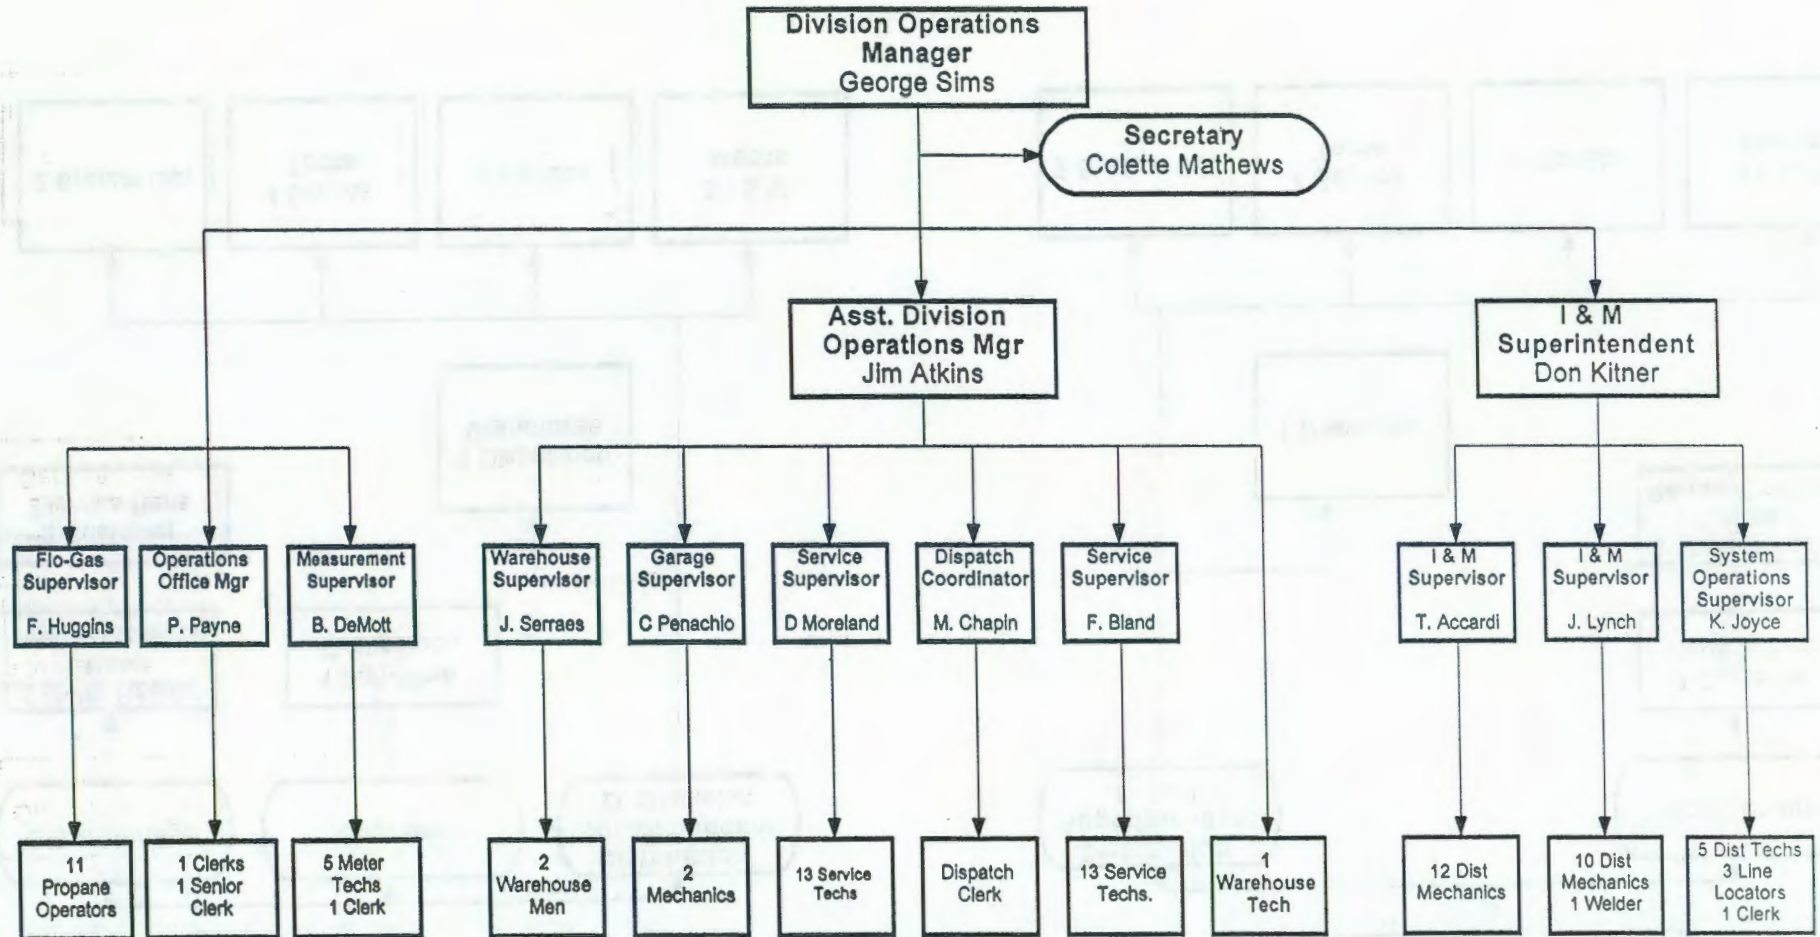 Division Operations
Manager
George Sims
Secretary
Colette Mathews
Asst. Division
Operations Mgr
Jim Atkins
I & M
Superintendent
Don Kitner
Flo-Gas
Supervisor
F. Huggins
Operations
Office Mgr
P. Payne
Measurement
Supervisor
B. DeMott
Warehouse
Supervisor
J. Serraes
Garage
Supervisor
C Penachio
Service
Supervisor
D Moreland
Dispatch
Coordinator
M. Chapin
Service
Supervisor
F. Bland
I & M
Supervisor
T. Accardi
I & M
Supervisor
J. Lynch
System
Operations
Supervisor
K. Joyce
11
Propane
Operators
1 Clerks
1 Senior
Clerk
5 Meter
Techs
1 Clerk
2
Warehouse
Men
2
Mechanics
13 Service
Techs
Dispatch
Clerk
13 Service
Techs.
1
Warehouse
Tech
12 Dist
Mechanics
10 Dist
Mechanics
1 Welder
5 Dist Techs
3 Line
Locators
1 Clerk